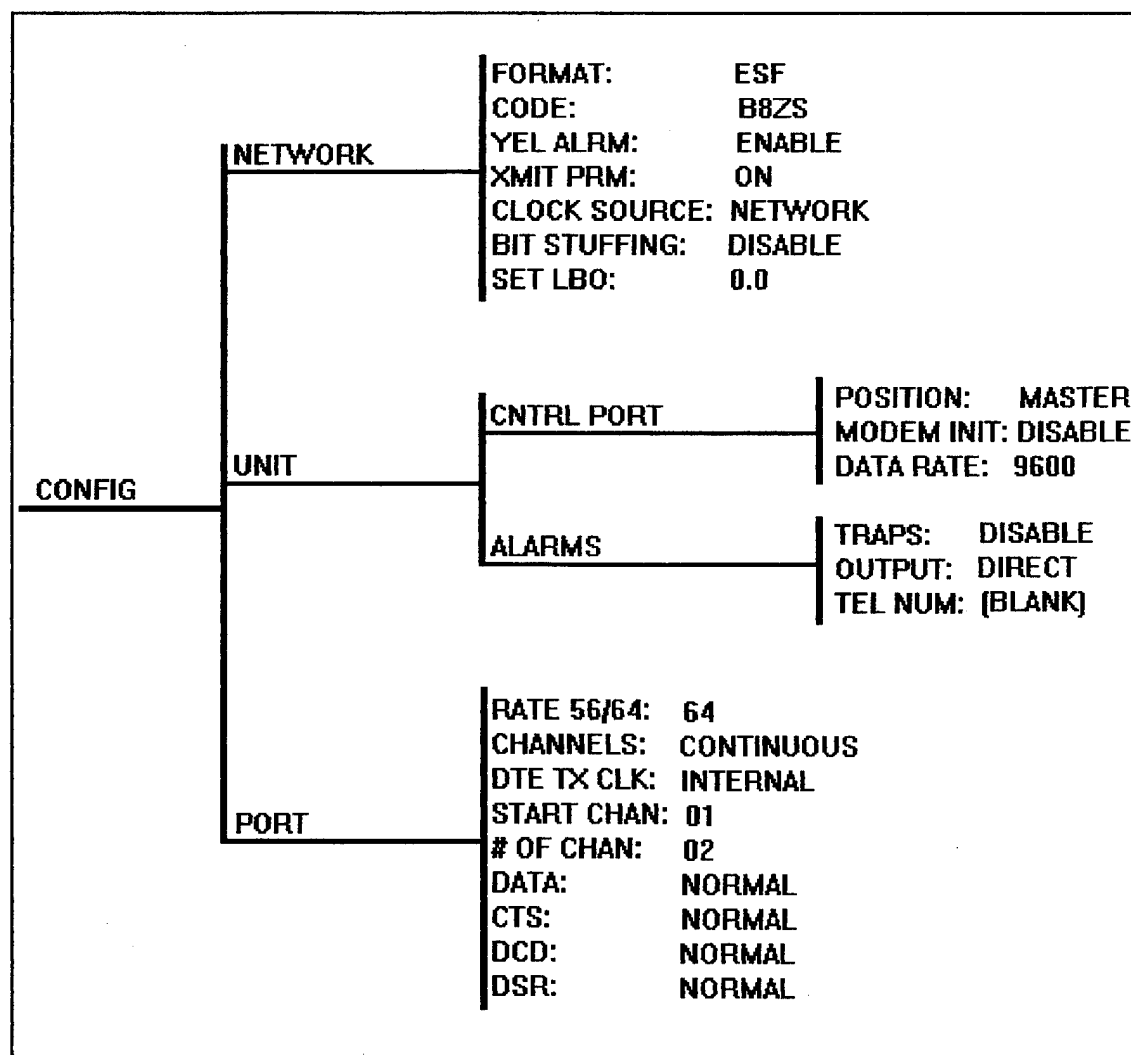 CONFIG
NETWORK
FORMAT: ESF
CODE: B8ZS
YEL ALRM: ENABLE
XMIT PRM: ON
CLOCK SOURCE: NETWORK
BIT STUFFING: DISABLE
SET LBO: 0.0
UNIT
CNTRL PORT
POSITION: MASTER
MODEM INIT: DISABLE
DATA RATE: 9600
ALARMS
TRAPS: DISABLE
OUTPUT: DIRECT
TEL NUM: (BLANK)
PORT
RATE 56/64: 64
CHANNELS: CONTINUOUS
DTE TX CLK: INTERNAL
START CHAN: 01
# OF CHAN: 02
DATA: NORMAL
CTS: NORMAL
DCD: NORMAL
DSR: NORMAL